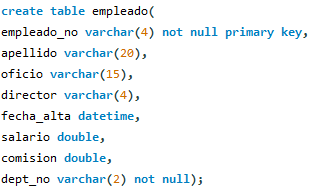 create table empleado(
empleado_no varchar(4) not null primary key,
apellido varchar(20),
oficio varchar(15),
director varchar(4),
fecha_alta datetime,
salario double,
comision double,
dept_no varchar(2) not null);